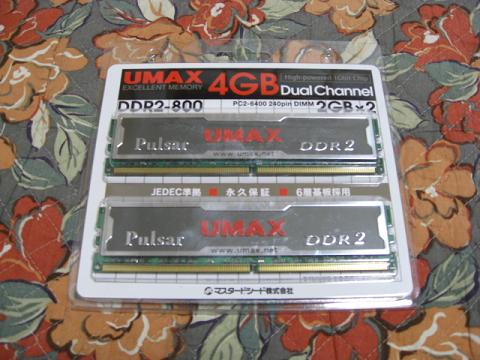 UMAX 4GB High-powered 1Gbit Chip
EXCELLENT MEMORY Dual Channel
DDR2-800 PC2-6400 240pin DIMM 2GB×2
Pulsar UMAX DDR2
www.umax.net
JEDEC準拠 ■ 永久保証 ■ 6層基板採用
Pulsar UMAX DDR2
www.umax.net
マスタードシード株式会社